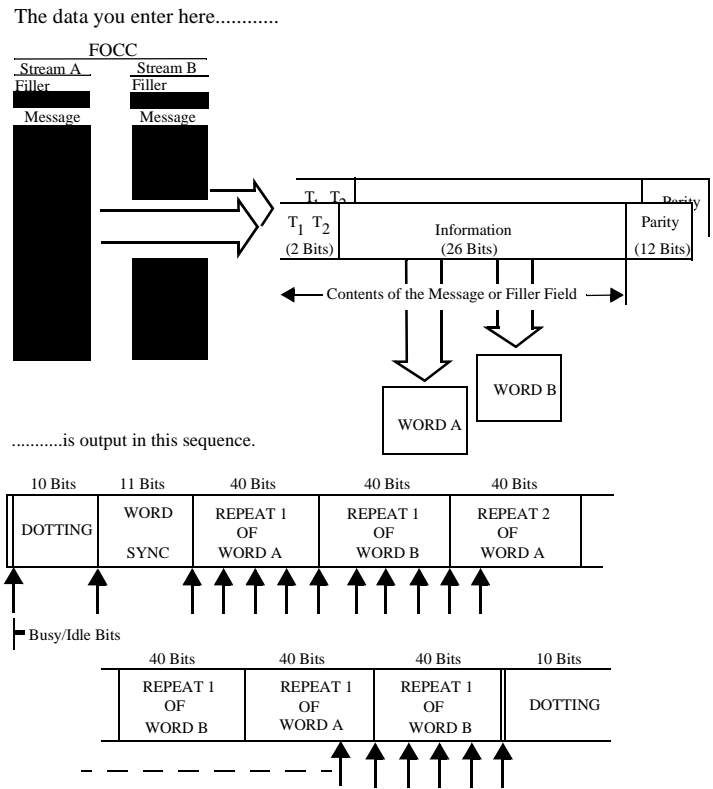 The data you enter here............
FOCC
Stream A Stream B
Filler Filler
Message Message
T1 T2 Parity
T1 T2 Information Parity
(2 Bits) (26 Bits) (12 Bits)
Contents of the Message or Filler Field
WORD B
WORD A
...........is output in this sequence.
10 Bits 11 Bits 40 Bits 40 Bits 40 Bits
DOTTING WORD SYNC REPEAT 1 OF WORD A REPEAT 1 OF WORD B REPEAT 2 OF WORD A
Busy/Idle Bits
40 Bits 40 Bits 40 Bits 10 Bits
REPEAT 1 OF WORD B REPEAT 1 OF WORD A REPEAT 1 OF WORD B DOTTING